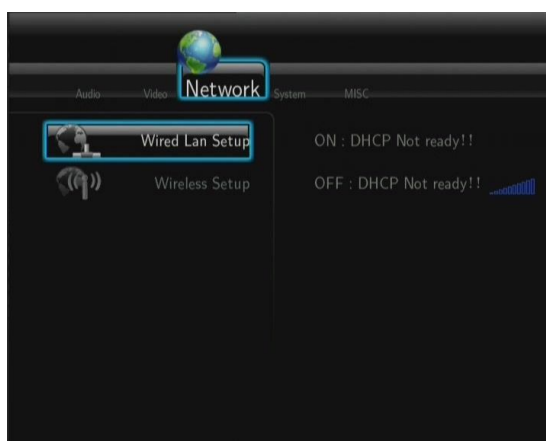 Audio Video Network System MISC
Wired Lan Setup ON : DHCP Not ready!!
Wireless Setup OFF : DHCP Not ready!!